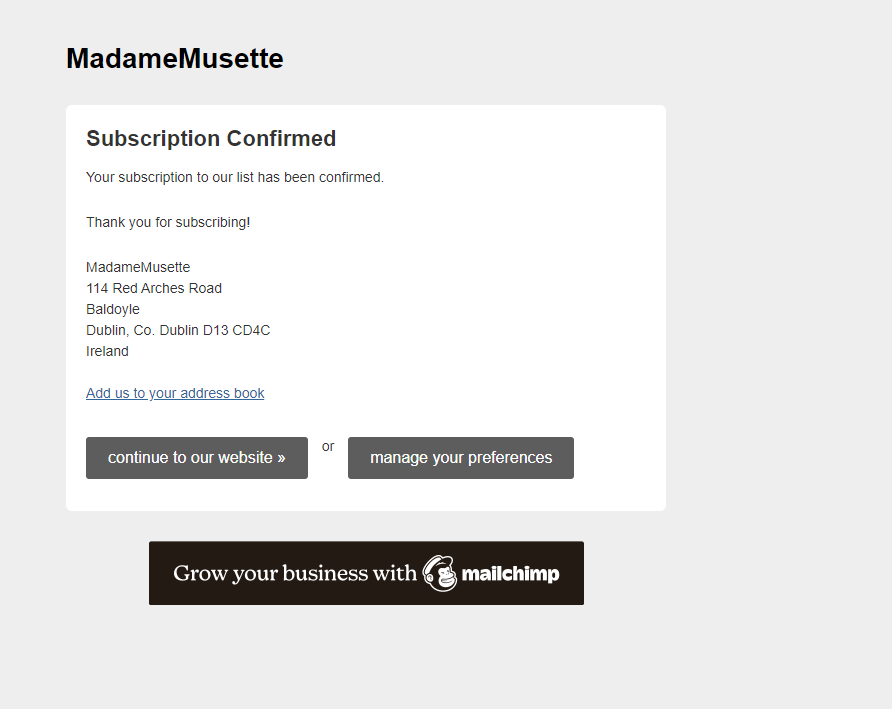 MadameMusette
Subscription Confirmed
Your subscription to our list has been confirmed.
Thank you for subscribing!
MadameMusette
114 Red Arches Road
Baldoyle
Dublin, Co. Dublin D13 CD4C
Ireland
Add us to your address book
continue to our website » or manage your preferences
Grow your business with mailchimp